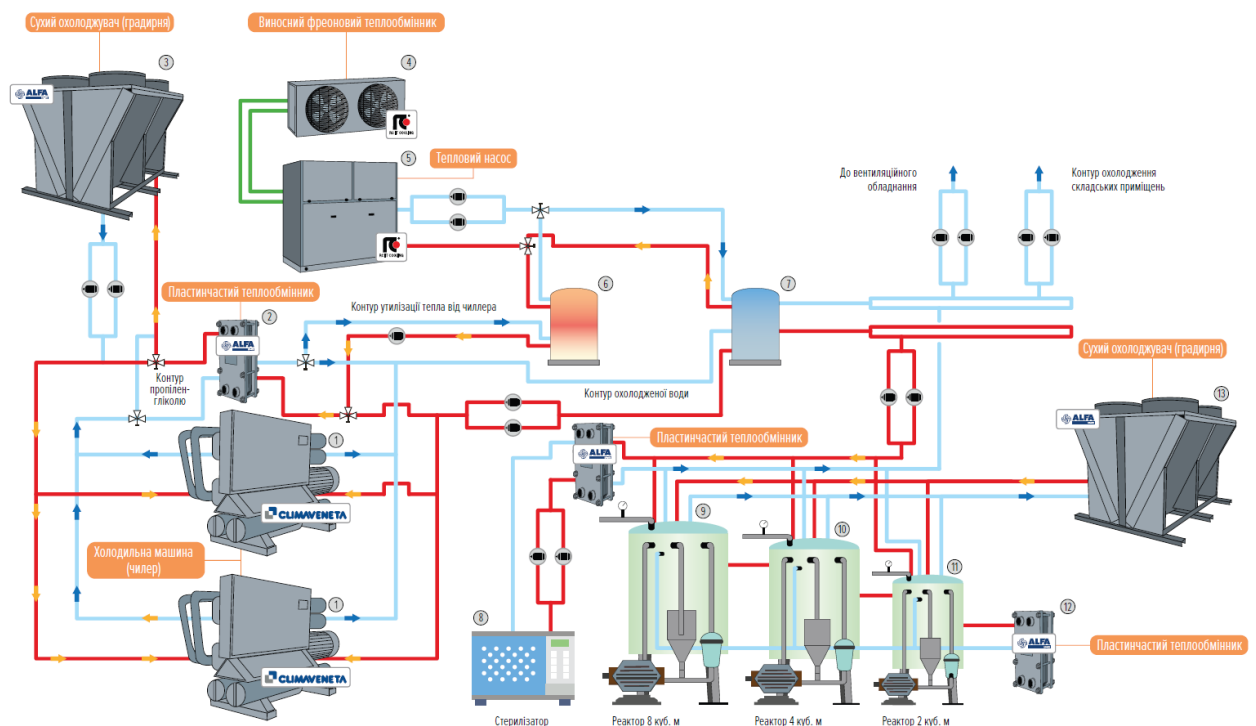 Сухий охолоджувач (градирня)
3
ALFA
Виносний фреоновий теплообмінник
4
5
Тепловий насос
До вентиляційного
обладнання
Контур охолодження
складських приміщень
Пластинчастий теплообмінник
2
ALFA
Контур утилізації тепла від чиллера
6
7
Контур
пропілен-
гліколю
Контур охолодженої води
Сухий охолоджувач (градирня)
13
ALFA
1
CLIMAVENETA
Пластинчастий теплообмінник
ALFA
Холодильна машина
(чилер)
1
CLIMAVENETA
8
9
10
11
12
ALFA
Пластинчастий теплообмінник
Стерилізатор
Реактор 8 куб. м
Реактор 4 куб. м
Реактор 2 куб. м